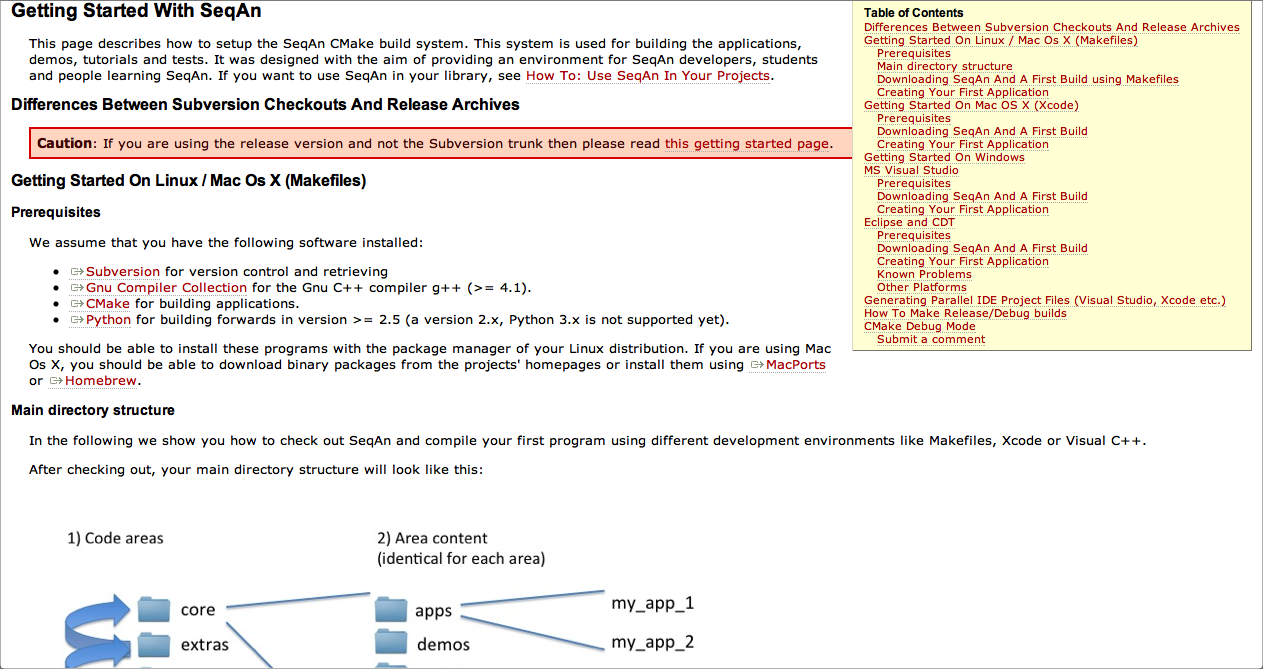 Getting Started With SeqAn
This page describes how to setup the SeqAn CMake build system. This system is used for building the applications,
demos, tutorials and tests. It was designed with the aim of providing an environment for SeqAn developers, students
and people learning SeqAn. If you want to use SeqAn in your library, see How To: Use SeqAn In Your Projects.
Differences Between Subversion Checkouts And Release Archives
Caution: If you are using the release version and not the Subversion trunk then please read this getting started page.
Getting Started On Linux / Mac Os X (Makefiles)
Prerequisites
We assume that you have the following software installed:
• Subversion for version control and retrieving
• Gnu Compiler Collection for the Gnu C++ compiler g++ (>= 4.1).
• CMake for building applications.
• Python for building forwards in version >= 2.5 (a version 2.x, Python 3.x is not supported yet).
You should be able to install these programs with the package manager of your Linux distribution. If you are using Mac
Os X, you should be able to download binary packages from the projects' homepages or install them using MacPorts
or Homebrew.
Main directory structure
In the following we show you how to check out SeqAn and compile your first program using different development environments like Makefiles, Xcode or Visual C++.
After checking out, your main directory structure will look like this:
1) Code areas
2) Area content
(identical for each area)
core
apps
my_app_1
extras
demos
my_app_2
Table of Contents
Differences Between Subversion Checkouts And Release Archives
Getting Started On Linux / Mac Os X (Makefiles)
Prerequisites
Main directory structure
Downloading SeqAn And A First Build using Makefiles
Creating Your First Application
Getting Started On Mac OS X (Xcode)
Prerequisites
Downloading SeqAn And A First Build
Creating Your First Application
Getting Started On Windows
MS Visual Studio
Prerequisites
Downloading SeqAn And A First Build
Creating Your First Application
Eclipse and CDT
Prerequisites
Downloading SeqAn And A First Build
Creating Your First Application
Known Problems
Other Platforms
Generating Parallel IDE Project Files (Visual Studio, Xcode etc.)
How To Make Release/Debug builds
CMake Debug Mode
Submit a comment